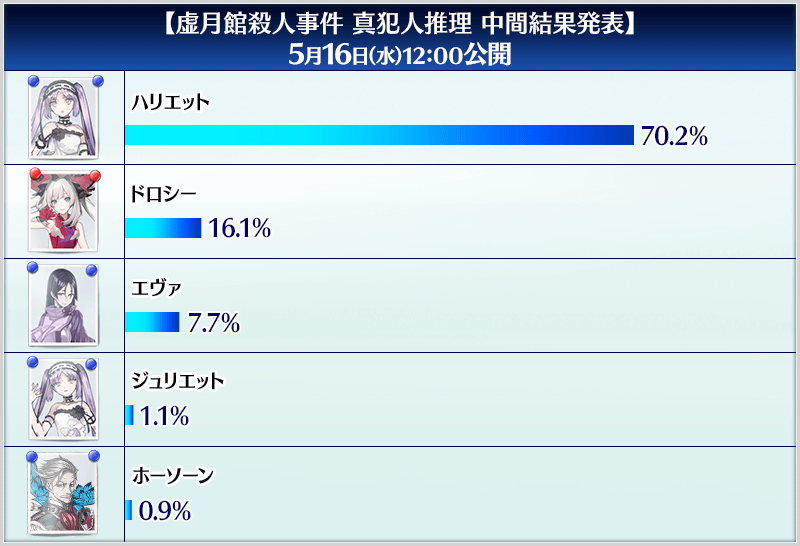 【虚月館殺人事件 真犯人推理 中間結果発表】
5月16日(水)12:00公開
ハリエット
70.2%
ドロシー
16.1%
エヴァ
7.7%
ジュリエット
1.1%
ホーソーン
0.9%